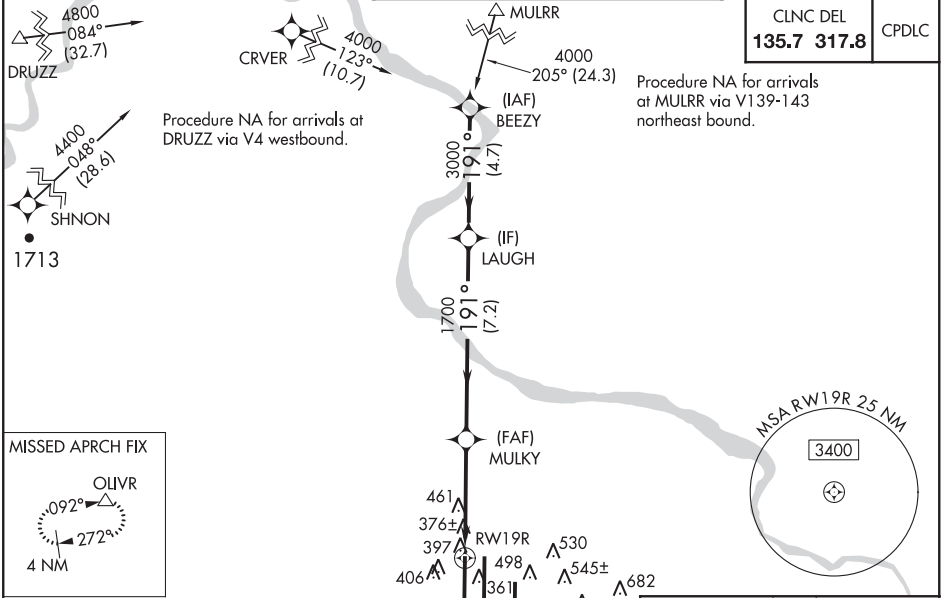 4800
084°
(32.7)
DRUZZ
CRVER
4000
123°
(10.7)
MULRR
4000
205° (24.3)
CLNC DEL
135.7 317.8
CPDLC
Procedure NA for arrivals at
DRUZZ via V4 westbound.
(IAF)
BEEZY
Procedure NA for arrivals
at MULRR via V139-143
northeast bound.
4400
048°
(28.6)
SHNON
1713
3000
191°
(4.7)
(IF)
LAUGH
1700
191°
(7.2)
(FAF)
MULKY
MSA RW19R 25 NM
3400
MISSED APRCH FIX
OLIVR
092°
272°
4 NM
461
376±
397
406
RW19R
361
498
530
545±
682